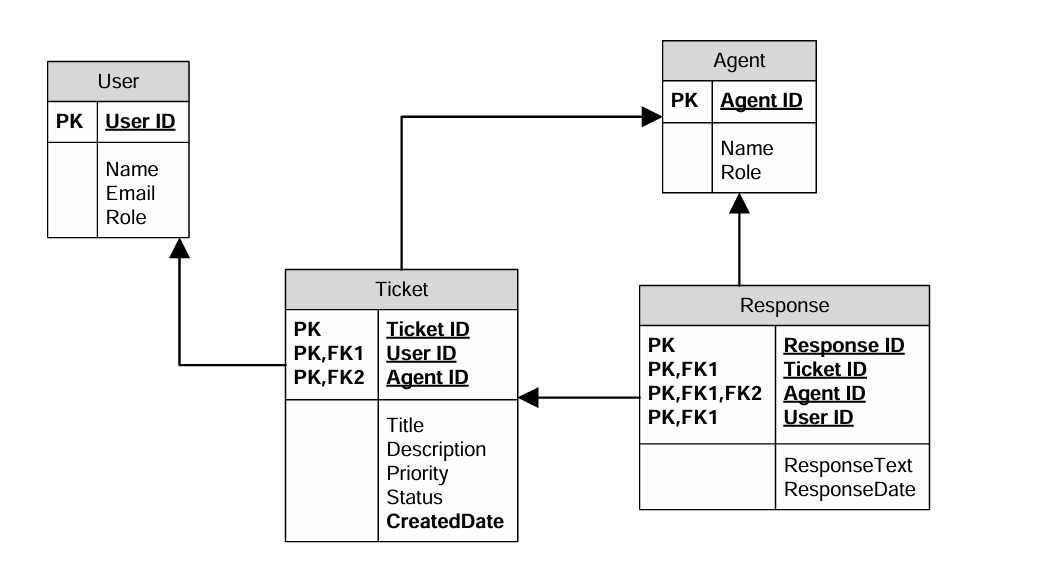 User
PK User ID
Name
Email
Role
Agent
PK Agent ID
Name
Role
Ticket
PK Ticket ID
PK,FK1 User ID
PK,FK2 Agent ID
Title
Description
Priority
Status
CreatedDate
Response
PK Response ID
PK,FK1 Ticket ID
PK,FK1,FK2 Agent ID
PK,FK1 User ID
ResponseText
ResponseDate